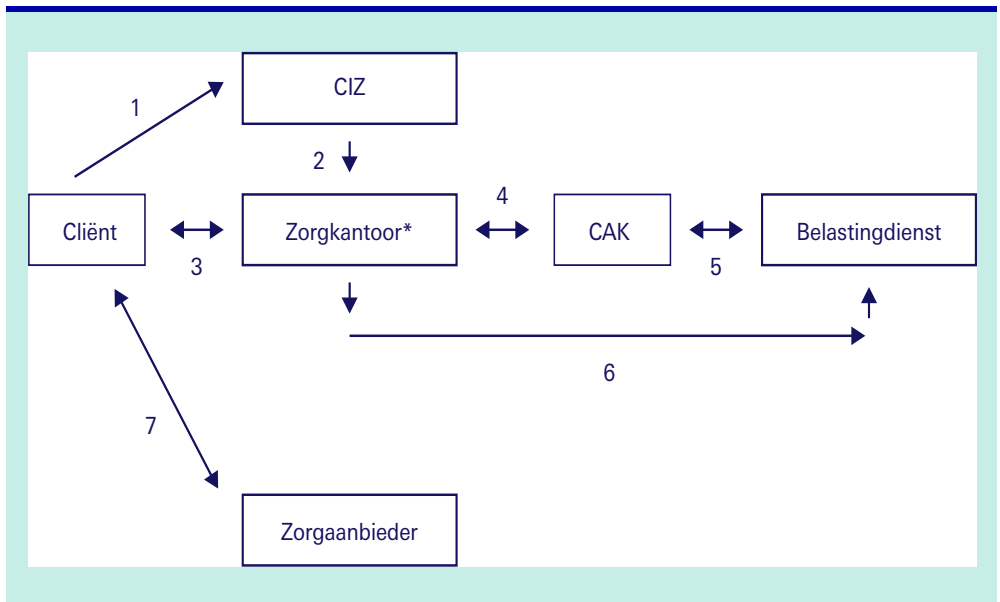 CIZ
1
2
4
Cliënt
Zorgkantoor*
CAK
Belastingdienst
3
5
6
7
Zorgaanbieder